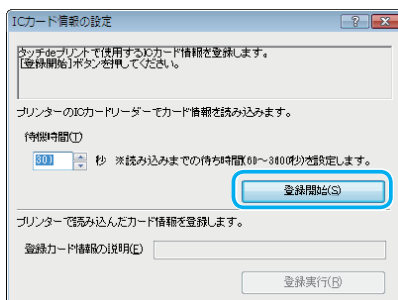 ICカード情報の設定
タッチdeプリントで使用するICカード情報を登録します。
[登録開始]ボタンを押してください。
プリンターのICカードリーダーでカード情報を読み込みます。
待機時間(T)
300 秒 ※読み込みまでの待ち時間(60～3600秒)を設定します。
登録開始(S)
プリンターで読み込んだカード情報を登録します。
登録カード情報の説明(E)
登録実行(R)